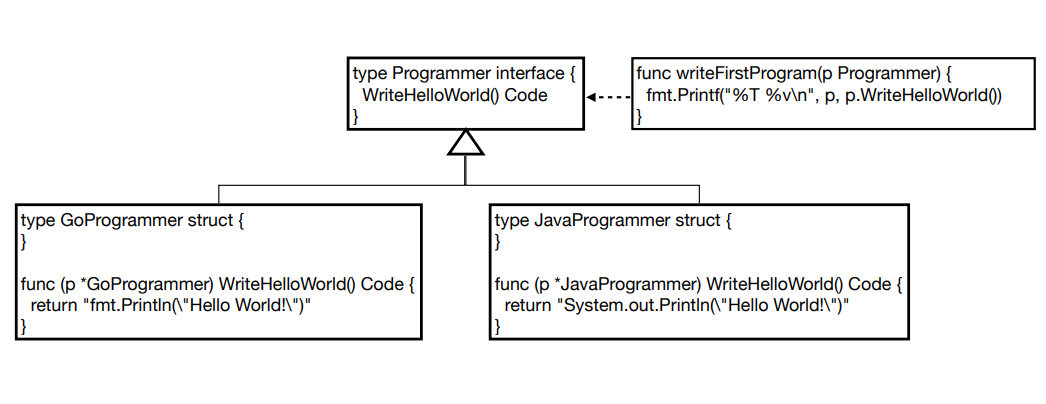 type Programmer interface {
WriteHelloWorld() Code
}
func writeFirstProgram(p Programmer) {
fmt.Printf("%T %v\n", p, p.WriteHelloWorld())
}
type GoProgrammer struct {
}
func (p *GoProgrammer) WriteHelloWorld() Code {
return "fmt.Println(\"Hello World!\")"
}
type JavaProgrammer struct {
}
func (p *JavaProgrammer) WriteHelloWorld() Code {
return "System.out.Println(\"Hello World!\")"
}